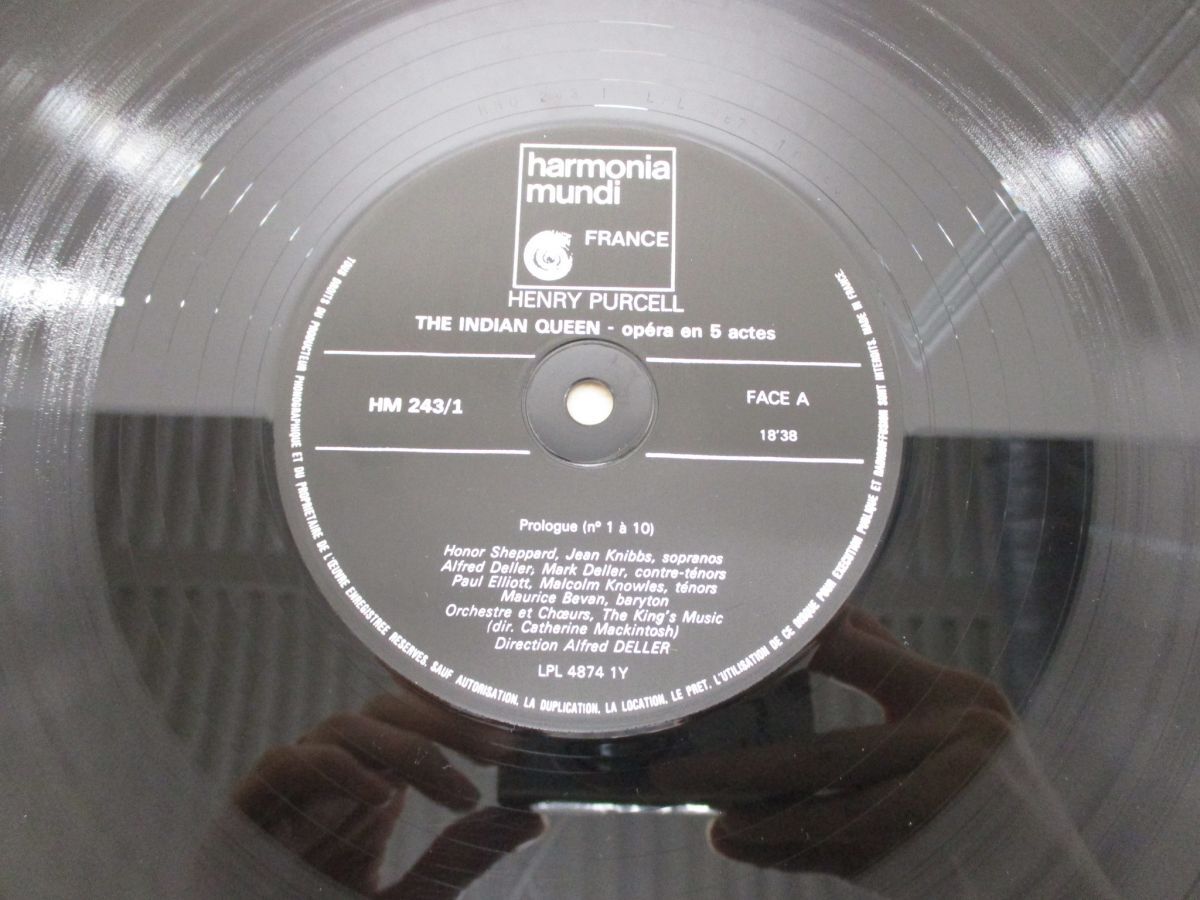 harmonia
mundi
FRANCE
HENRY PURCELL
THE INDIAN QUEEN - opéra en 5 actes
HM 243/1
FACE A
18'38
Prologue (nº 1 à 10)
Honor Sheppard, Jean Knibbs, sopranos
Alfred Deller, Mark Deller, contre-ténors
Paul Elliott, Malcolm Knowles, ténors
Maurice Bevan, baryton
Orchestre et Chœurs, The King's Music
(dir. Catherine Mackintosh)
Direction Alfred DELLER
LPL 4874 1Y
TOUS DROITS DU PRODUCTEUR PHONOGRAPHIQUE ET DU PROPRIETAIRE DE L'ŒUVRE ENREGISTREE RESERVES. SAUF AUTORISATION, LA DUPLICATION, LA LOCATION, LE PRET, L'UTILISATION DE CE DISQUE POUR EXECUTION PUBLIQUE ET RADIODIFFUSION SONT INTERDITS. MADE IN FRANCE.